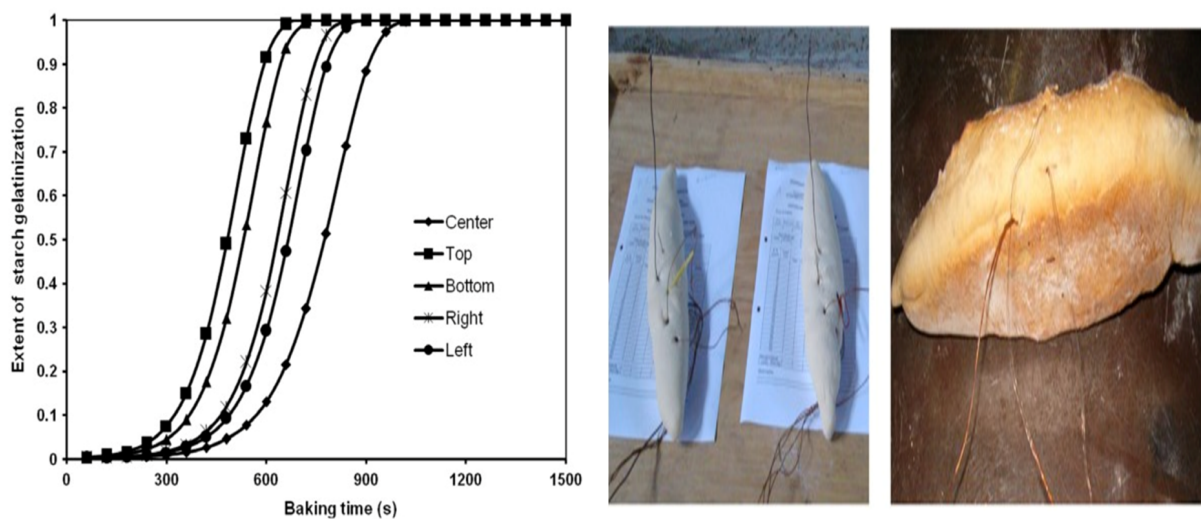 Extent of starch gelatinization
1
0.9
0.8
0.7
0.6
0.5
0.4
0.3
0.2
0.1
0
0 300 600 900 1200 1500
Baking time (s)
Center
Top
Bottom
Right
Left